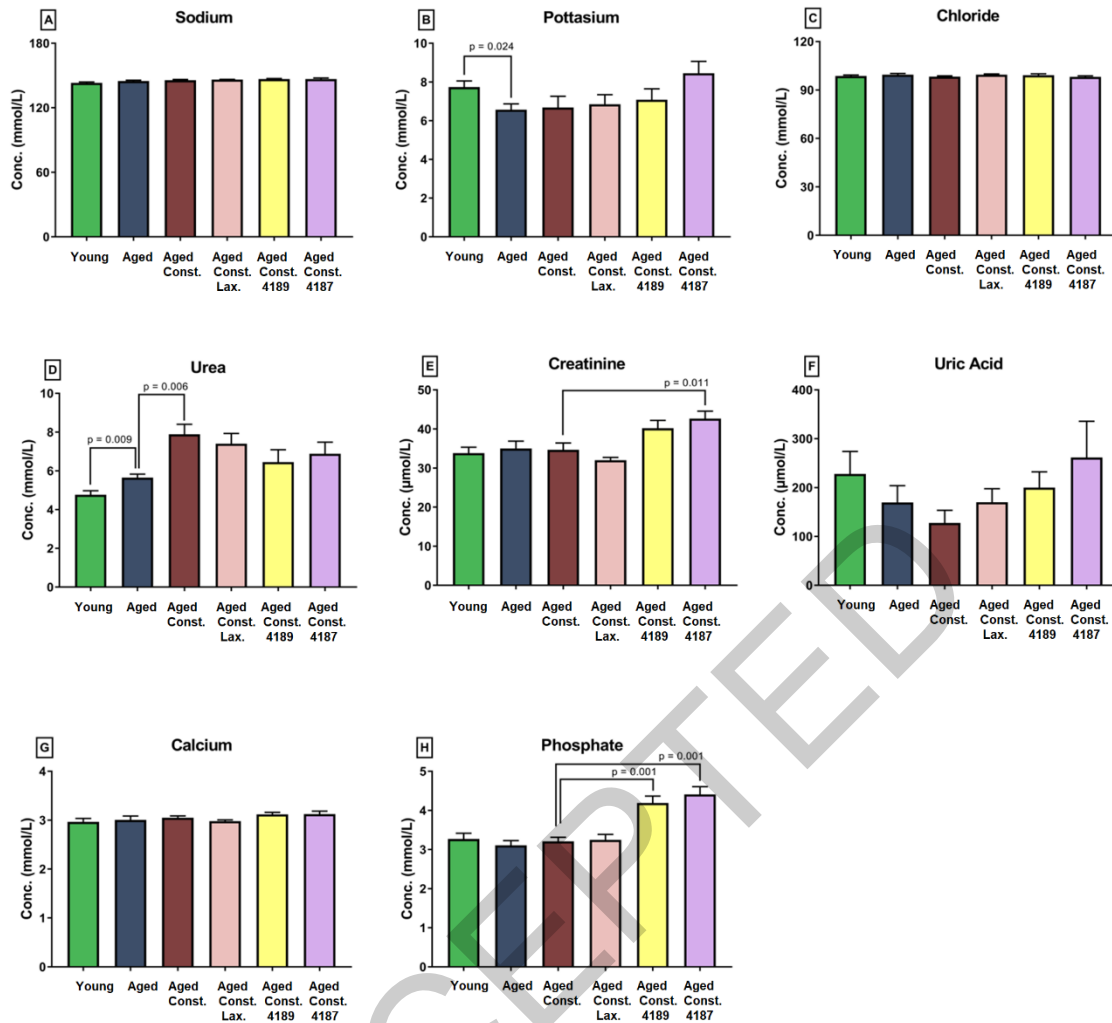 A Sodium
Conc. (mmol/L)
180
120
60
0
Young Aged Aged Const. Aged Const. Lax. Aged Const. 4189 Aged Const. 4187
B Pottasium
Conc. (mmol/L)
10
8
6
4
2
0
p = 0.024
Young Aged Aged Const. Aged Const. Lax. Aged Const. 4189 Aged Const. 4187
C Chloride
Conc. (mmol/L)
120
90
60
30
0
Young Aged Aged Const. Aged Const. Lax. Aged Const. 4189 Aged Const. 4187
D Urea
Conc. (mmol/L)
10
8
6
4
2
0
p = 0.009
p = 0.006
Young Aged Aged Const. Aged Const. Lax. Aged Const. 4189 Aged Const. 4187
E Creatinine
Conc. (µmol/L)
50
40
30
20
10
0
p = 0.011
Young Aged Aged Const. Aged Const. Lax. Aged Const. 4189 Aged Const. 4187
F Uric Acid
Conc. (µmol/L)
400
300
200
100
0
Young Aged Aged Const. Aged Const. Lax. Aged Const. 4189 Aged Const. 4187
G Calcium
Conc. (mmol/L)
4
3
2
1
0
Young Aged Aged Const. Aged Const. Lax. Aged Const. 4189 Aged Const. 4187
H Phosphate
Conc. (mmol/L)
5
4
3
2
1
0
p = 0.001
p = 0.001
Young Aged Aged Const. Aged Const. Lax. Aged Const. 4189 Aged Const. 4187
CEPTED